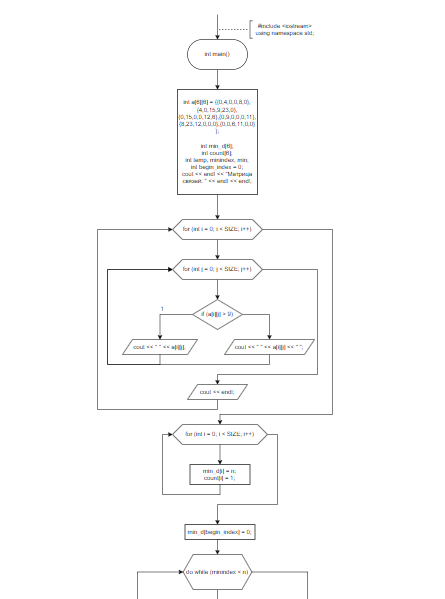 #include <iostream>
using namespace std;
int main()
int a[6][6] = {{0,4,0,0,8,0},
{4,0,15,9,23,0},
{0,15,0,0,12,6},{0,9,0,0,0,11},
{8,23,12,0,0,0},{0,0,6,11,0,0}
};
int min_d[6];
int count[6];
int temp, minindex, min;
int begin_index = 0;
cout << endl << "Матрица
связей: " << endl << endl;
for (int i = 0; i < SIZE; i++)
for (int j = 0; j < SIZE; j++)
if (a[i][j] > 9)
1
cout << " " << a[i][j];
cout << " " << a[i][j] << " ";
cout << endl;
for (int i = 0; i < SIZE; i++)
min_d[i] = n;
count[i] = 1;
min_d[begin_index] = 0;
do while (minindex < n)